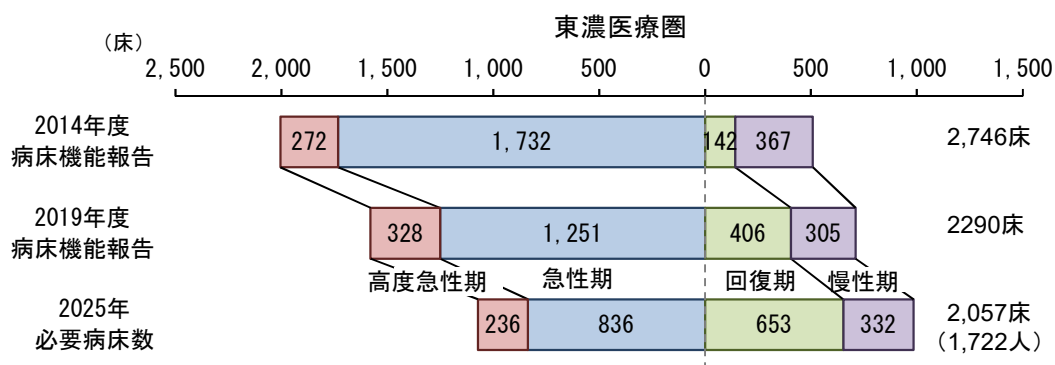 東濃医療圏
（床）
2,500 2,000 1,500 1,000 500 0 500 1,000 1,500
2014年度
病床機能報告
272 1,732 142 367
2,746床
2019年度
病床機能報告
328 1,251 406 305
2290床
高度急性期 急性期 回復期 慢性期
2025年
必要病床数
236 836 653 332
2,057床
（1,722人）